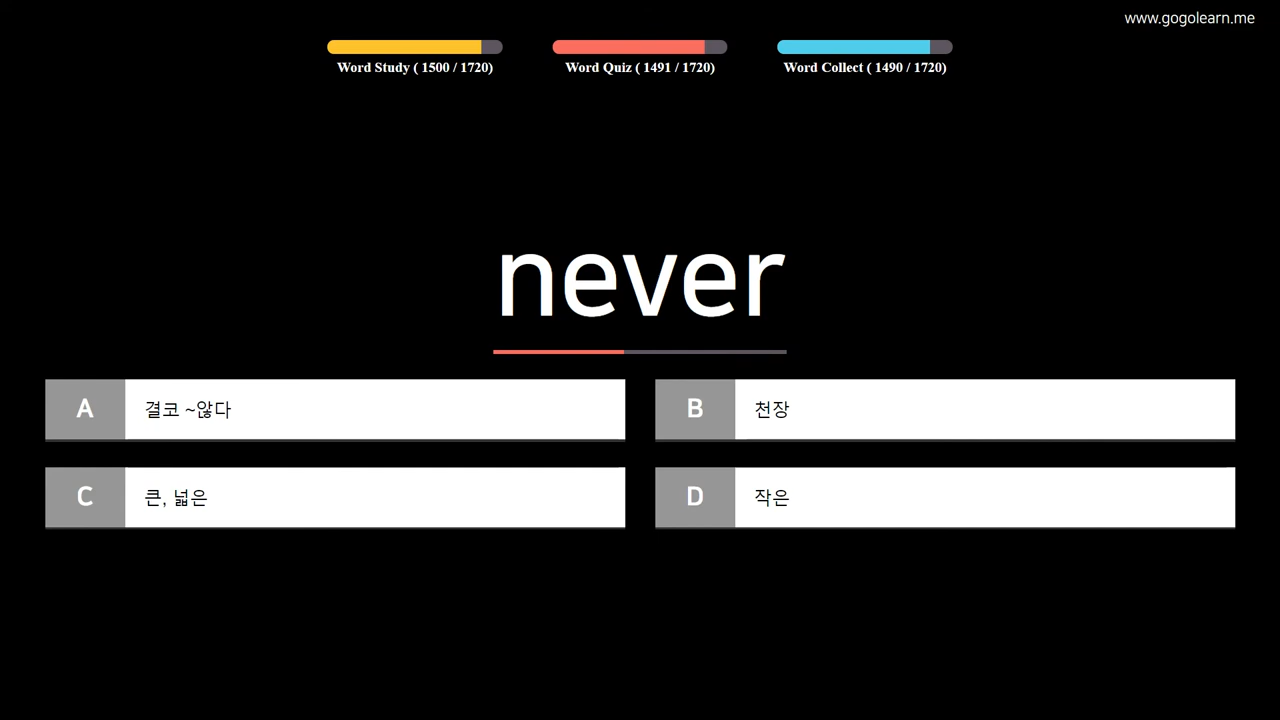 www.gogolearn.me
Word Study ( 1500 / 1720)
Word Quiz ( 1491 / 1720)
Word Collect ( 1490 / 1720)
never
A 결코 ~않다
B 천장
C 큰, 넓은
D 작은